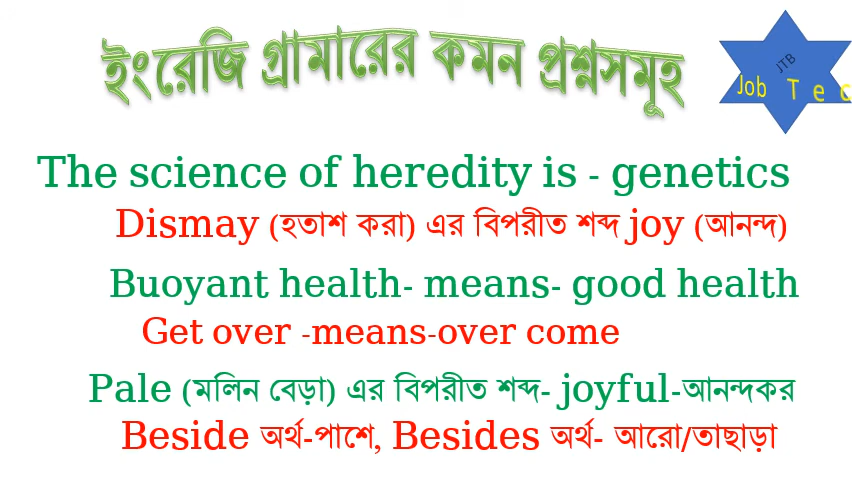 ইংরেজি গ্রামারের কমন প্রশ্নসমূহ
JTB
Job Tec
The science of heredity is - genetics
Dismay (হতাশ করা) এর বিপরীত শব্দ joy (আনন্দ)
Buoyant health- means- good health
Get over -means-over come
Pale (মলিন বেড়া) এর বিপরীত শব্দ- joyful-আনন্দকর
Beside অর্থ-পাশে, Besides অর্থ- আরো/তাছাড়া